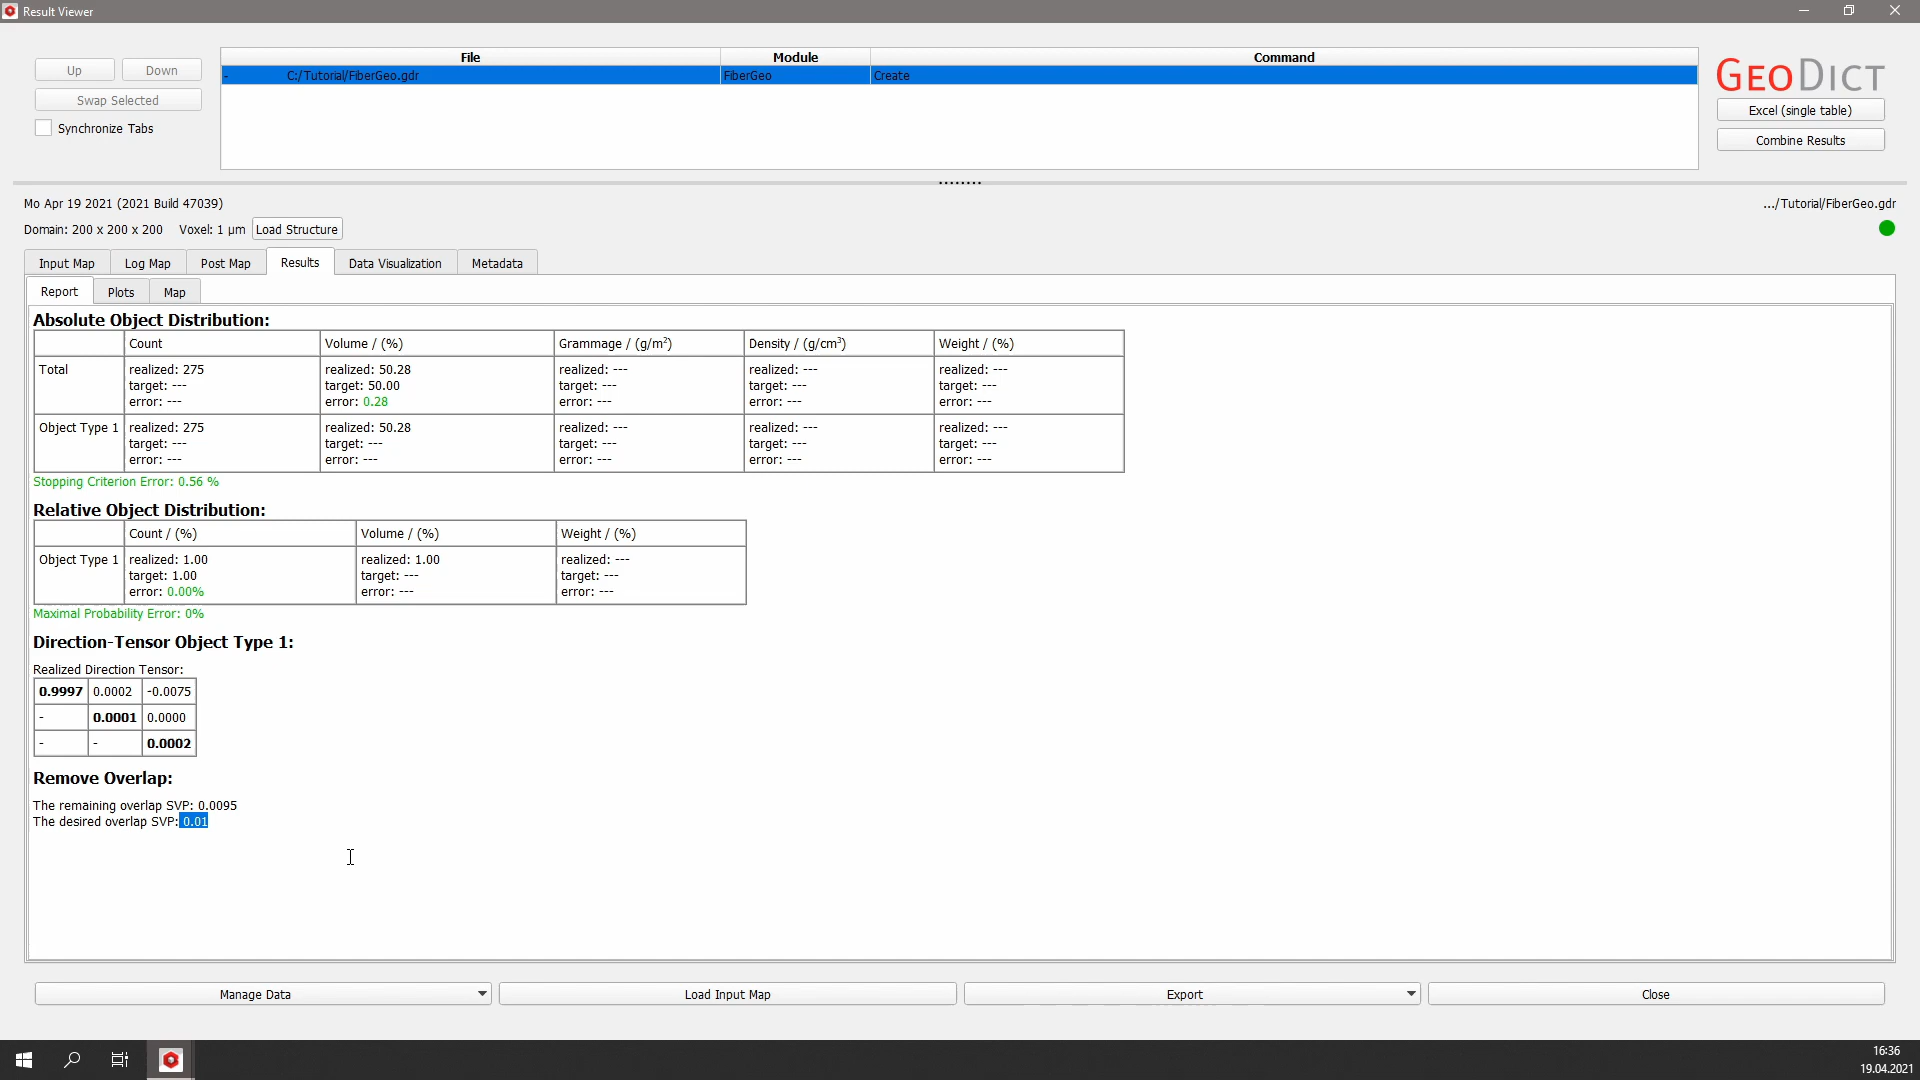 Result Viewer
File Module Command
Up Down
- C:/Tutorial/FiberGeo.gdr FiberGeo Create
GEODICT
Swap Selected
Excel (single table)
Synchronize Tabs
Combine Results
Mo Apr 19 2021 (2021 Build 47039)
.../Tutorial/FiberGeo.gdr
Domain: 200 x 200 x 200 Voxel: 1 µm Load Structure
Input Map Log Map Post Map Results Data Visualization Metadata
Report Plots Map
Absolute Object Distribution:
Count Volume / (%) Grammage / (g/m²) Density / (g/cm³) Weight / (%)
Total realized: 275 realized: 50.28 realized: --- realized: --- realized: ---
target: --- target: 50.00 target: --- target: --- target: ---
error: --- error: 0.28 error: --- error: --- error: ---
Object Type 1 realized: 275 realized: 50.28 realized: --- realized: --- realized: ---
target: --- target: --- target: --- target: --- target: ---
error: --- error: --- error: --- error: --- error: ---
Stopping Criterion Error: 0.56 %
Relative Object Distribution:
Count / (%) Volume / (%) Weight / (%)
Object Type 1 realized: 1.00 realized: 1.00 realized: ---
target: 1.00 target: --- target: ---
error: 0.00% error: --- error: ---
Maximal Probability Error: 0%
Direction-Tensor Object Type 1:
Realized Direction Tensor:
0.9997 0.0002 -0.0075
- 0.0001 0.0000
- - 0.0002
Remove Overlap:
The remaining overlap SVP: 0.0095
The desired overlap SVP: 0.01
Manage Data Load Input Map Export Close
16:36
19.04.2021